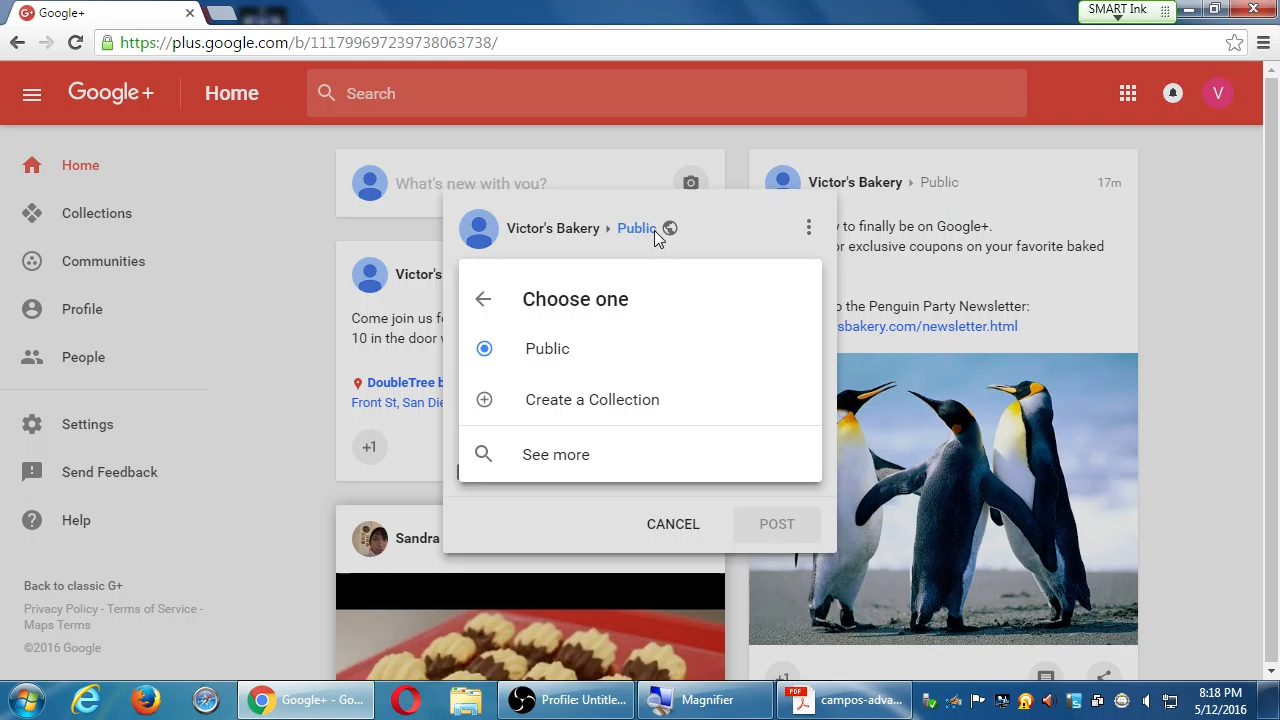 Google+
SMART Ink
https://plus.google.com/b/111799697239738063738/
Google+
Home
Search
V
Home
Collections
Communities
Profile
People
Settings
Send Feedback
Help
Back to classic G+
Privacy Policy - Terms of Service -
Maps Terms
©2016 Google
What's new with you?
Victor's
Come join us f
10 in the door
DoubleTree b
Front St, San Die
+1
Sandra
Victor's Bakery Public
Choose one
Public
Create a Collection
See more
CANCEL
POST
Victor's Bakery Public 17m
y to finally be on Google+.
or exclusive coupons on your favorite baked
o the Penguin Party Newsletter:
sbakery.com/newsletter.html
+1
Google+ - Go...
Profile: Untitle...
Magnifier
PDF
campos-adva...
8:18 PM
5/12/2016